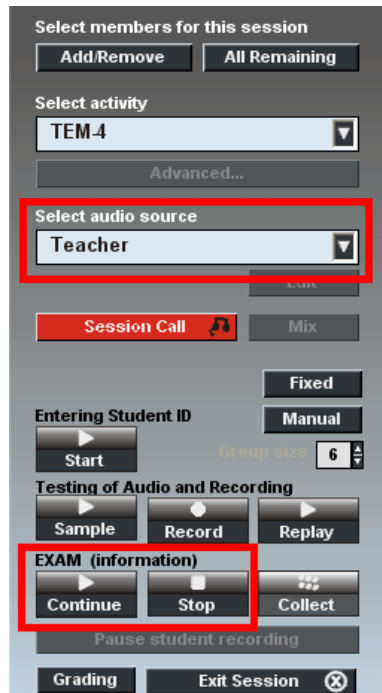 Select members for this session
Add/Remove All Remaining
Select activity
TEM-4
Advanced...
Select audio source
Teacher
Edit
Session Call Mix
Fixed
Entering Student ID Manual
Start Group size 6
Testing of Audio and Recording
Sample Record Replay
EXAM (information)
Continue Stop Collect
Pause student recording
Grading Exit Session